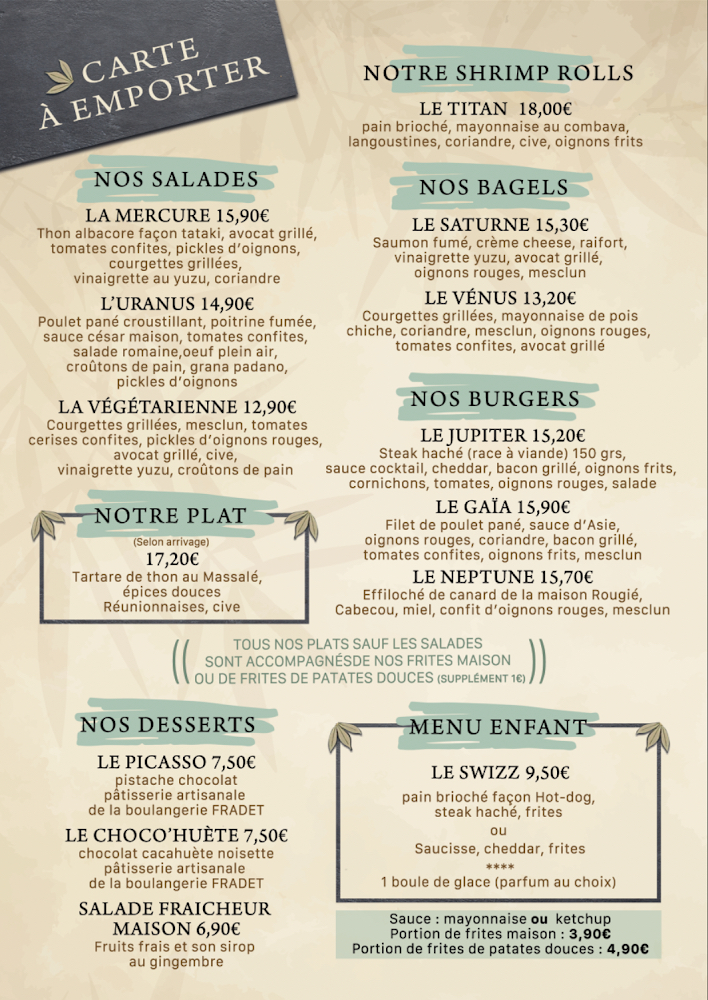 CARTE
À EMPORTER
NOS SALADES
LA MERCURE 15,90€
Thon albacore façon tataki, avocat grillé,
tomates confites, pickles d'oignons,
courgettes grillées,
vinaigrette au yuzu, coriandre
L'URANUS 14,90€
Poulet pané croustillant, poitrine fumée,
sauce césar maison, tomates confites,
salade romaine,oeuf plein air,
croûtons de pain, grana padano,
pickles d'oignons
LA VÉGÉTARIENNE 12,90€
Courgettes grillées, mesclun, tomates
cerises confites, pickles d'oignons rouges,
avocat grillé, cive,
vinaigrette yuzu, croûtons de pain
NOTRE PLAT
(Selon arrivage)
17,20€
Tartare de thon au Massalé,
épices douces
Réunionnaises, cive
NOTRE SHRIMP ROLLS
LE TITAN 18,00€
pain brioché, mayonnaise au combava,
langoustines, coriandre, cive, oignons frits
NOS BAGELS
LE SATURNE 15,30€
Saumon fumé, crème cheese, raifort,
vinaigrette yuzu, avocat grillé,
oignons rouges, mesclun
LE VÉNUS 13,20€
Courgettes grillées, mayonnaise de pois
chiche, coriandre, mesclun, oignons rouges,
tomates confites, avocat grillé
NOS BURGERS
LE JUPITER 15,20€
Steak haché (race à viande) 150 grs,
sauce cocktail, cheddar, bacon grillé, oignons frits,
cornichons, tomates, oignons rouges, salade
LE GAÏA 15,90€
Filet de poulet pané, sauce d'Asie,
oignons rouges, coriandre, bacon grillé,
tomates confites, oignons frits, mesclun
LE NEPTUNE 15,70€
Effiloché de canard de la maison Rougié,
Cabecou, miel, confit d'oignons rouges, mesclun
TOUS NOS PLATS SAUF LES SALADES
SONT ACCOMPAGNÉSDE NOS FRITES MAISON
OU DE FRITES DE PATATES DOUCES (SUPPLÉMENT 1€)
NOS DESSERTS
LE PICASSO 7,50€
pistache chocolat
pâtisserie artisanale
de la boulangerie FRADET
LE CHOCO'HUÈTE 7,50€
chocolat cacahuète noisette
pâtisserie artisanale
de la boulangerie FRADET
SALADE FRAICHEUR
MAISON 6,90€
Fruits frais et son sirop
au gingembre
MENU ENFANT
LE SWIZZ 9,50€
pain brioché façon Hot-dog,
steak haché, frites
ou
Saucisse, cheddar, frites
****
1 boule de glace (parfum au choix)
Sauce : mayonnaise ou ketchup
Portion de frites maison : 3,90€
Portion de frites de patates douces : 4,90€